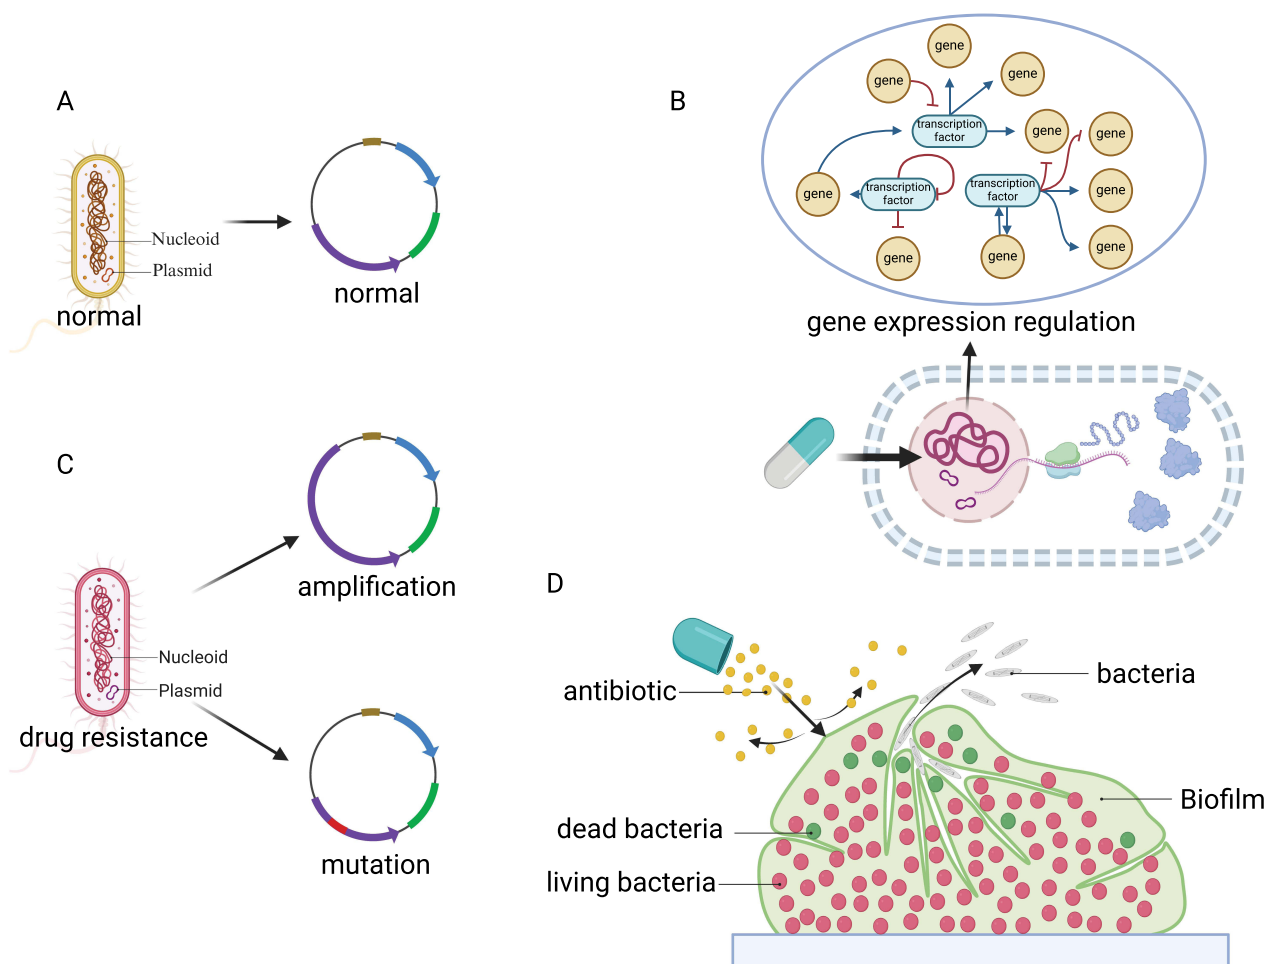 A
Nucleoid
Plasmid
normal
normal
B
gene
gene
gene
transcription
factor
gene
gene
gene
transcription
factor
transcription
factor
gene
gene
gene
gene
gene expression regulation
C
amplification
Nucleoid
Plasmid
drug resistance
mutation
D
antibiotic
bacteria
Biofilm
dead bacteria
living bacteria